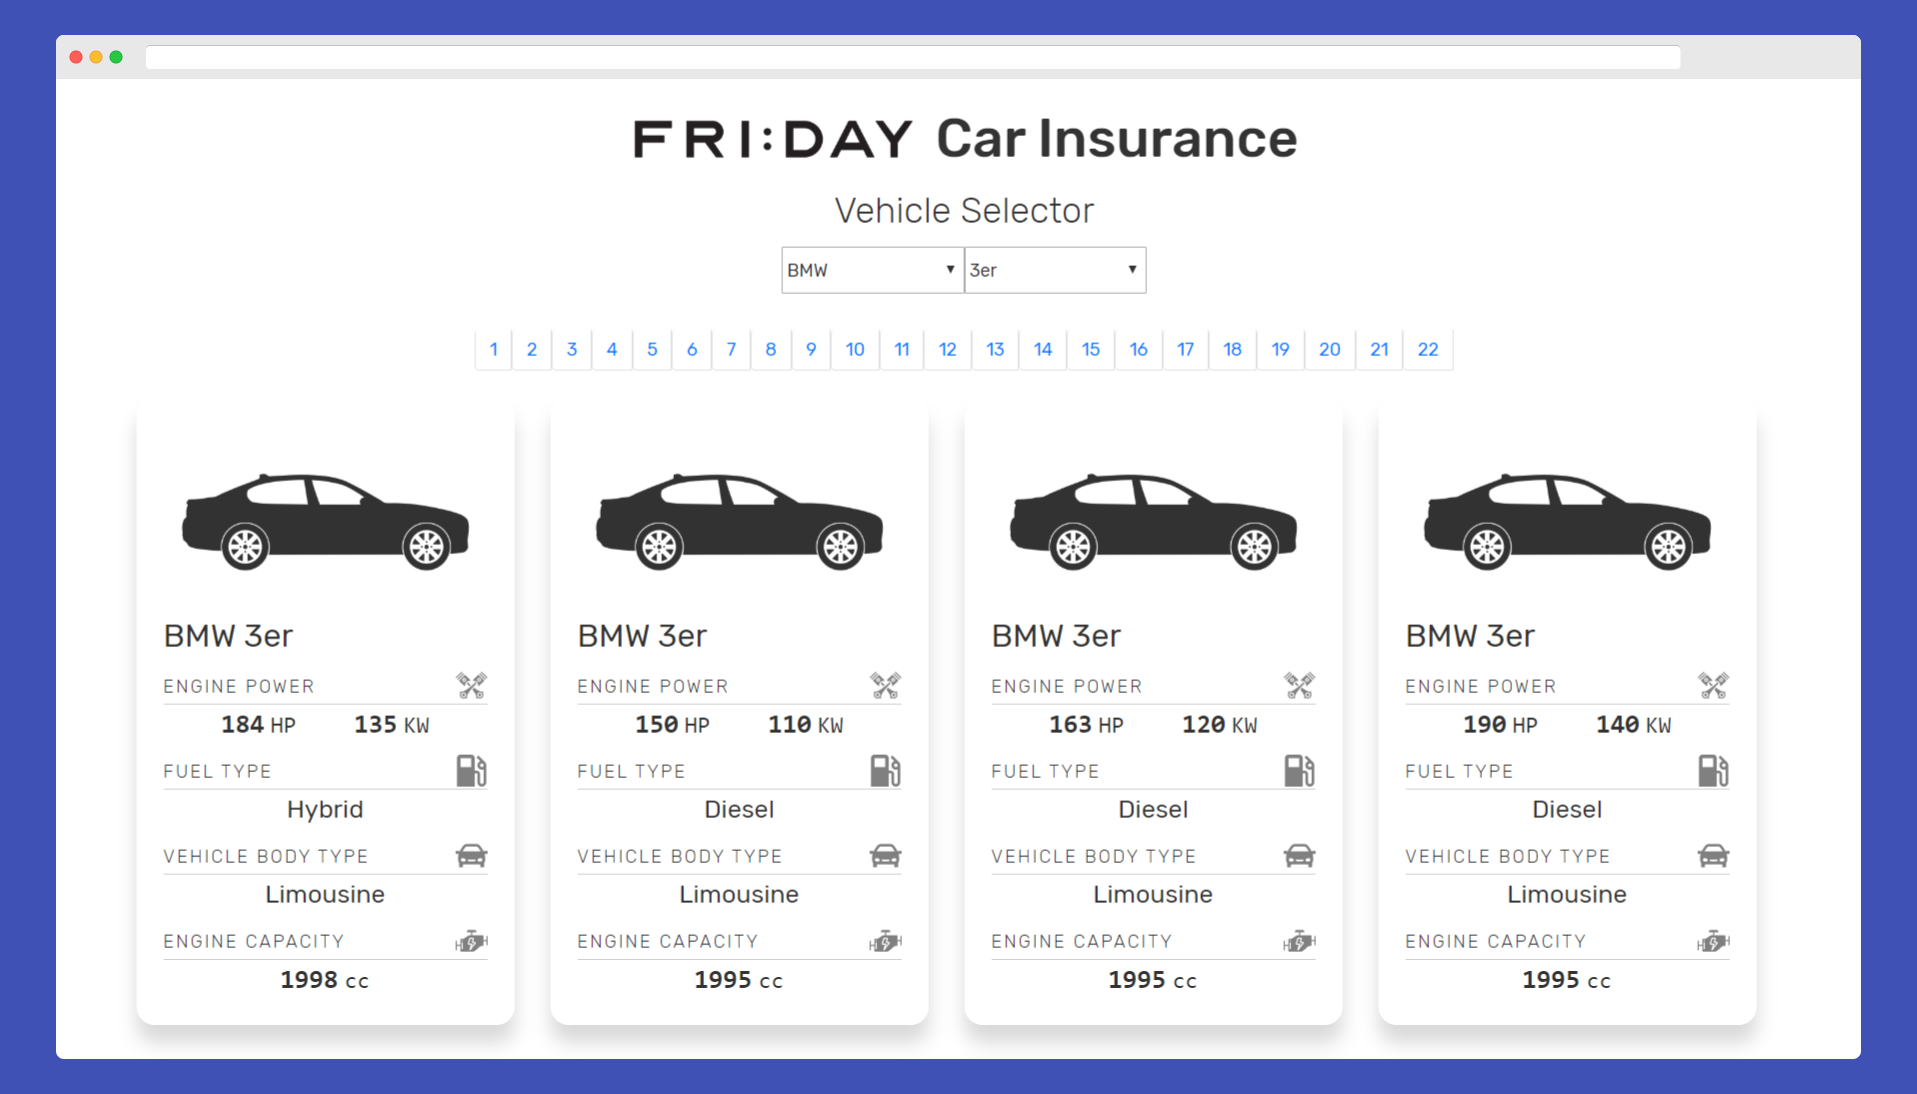 FRI:DAY Car Insurance
Vehicle Selector
BMW 3er
1 2 3 4 5 6 7 8 9 10 11 12 13 14 15 16 17 18 19 20 21 22
BMW 3er
ENGINE POWER
184 HP 135 KW
FUEL TYPE
Hybrid
VEHICLE BODY TYPE
Limousine
ENGINE CAPACITY
1998 cc
BMW 3er
ENGINE POWER
150 HP 110 KW
FUEL TYPE
Diesel
VEHICLE BODY TYPE
Limousine
ENGINE CAPACITY
1995 cc
BMW 3er
ENGINE POWER
163 HP 120 KW
FUEL TYPE
Diesel
VEHICLE BODY TYPE
Limousine
ENGINE CAPACITY
1995 cc
BMW 3er
ENGINE POWER
190 HP 140 KW
FUEL TYPE
Diesel
VEHICLE BODY TYPE
Limousine
ENGINE CAPACITY
1995 cc